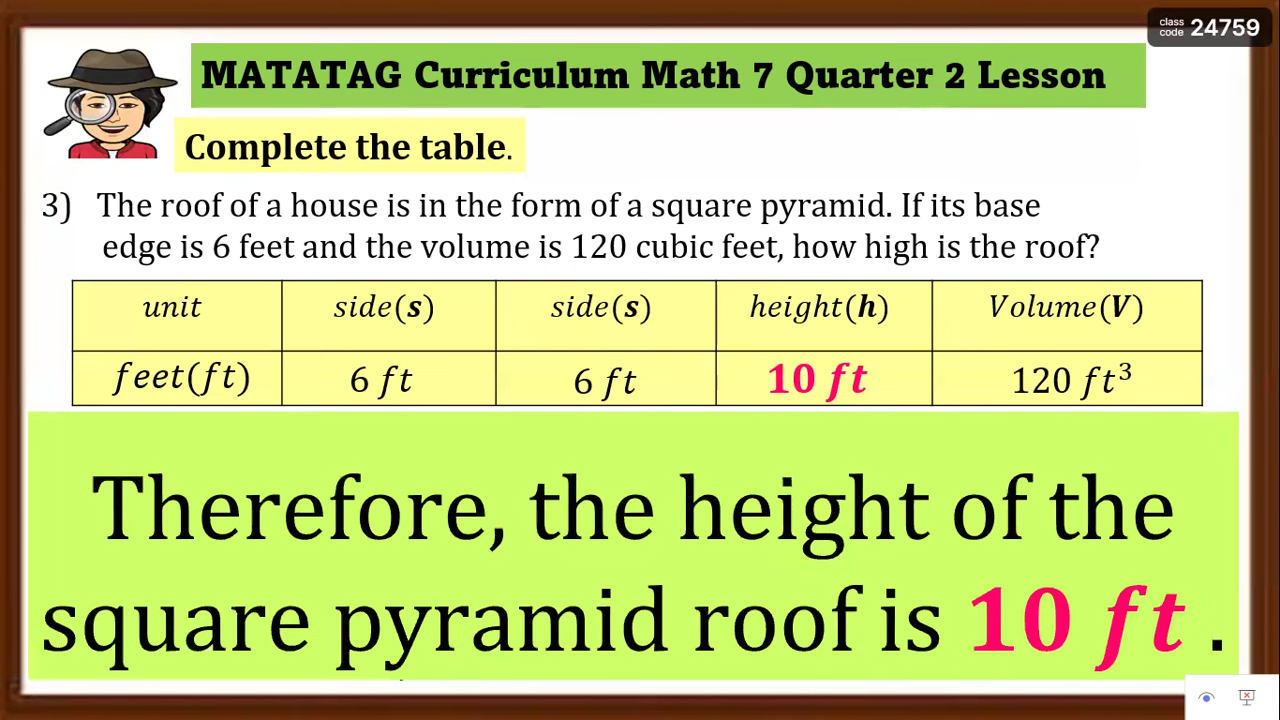 class code 24759
MATATAG Curriculum Math 7 Quarter 2 Lesson
Complete the table.
3) The roof of a house is in the form of a square pyramid. If its base
edge is 6 feet and the volume is 120 cubic feet, how high is the roof?
unit side(s) side(s) height(h) Volume(V)
feet(ft) 6 ft 6 ft 10 ft 120 ft³
Therefore, the height of the
square pyramid roof is 10 ft .